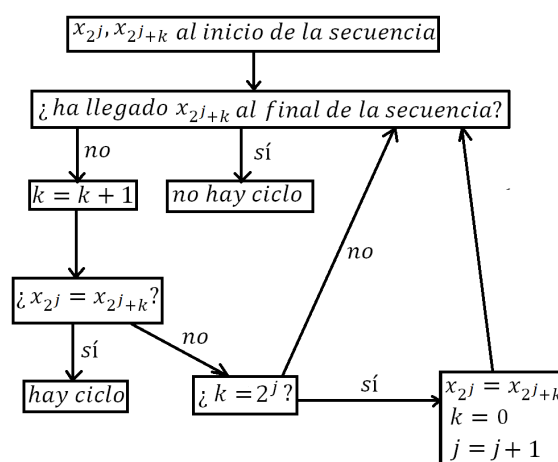 x_{2^j}, x_{2^j+k} al inicio de la secuencia
¿ha llegado x_{2^j+k} al final de la secuencia?
no
sí
k = k + 1
no hay ciclo
no
¿x_{2^j} = x_{2^j+k}?
sí
no
hay ciclo
¿k = 2^j?
sí
x_{2^j} = x_{2^j+k}
k = 0
j = j + 1